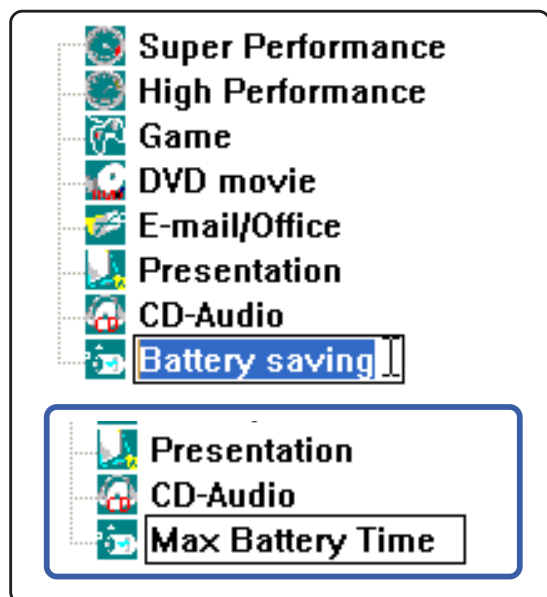 Super Performance
High Performance
Game
DVD movie
E-mail/Office
Presentation
CD-Audio
Battery saving
Presentation
CD-Audio
Max Battery Time